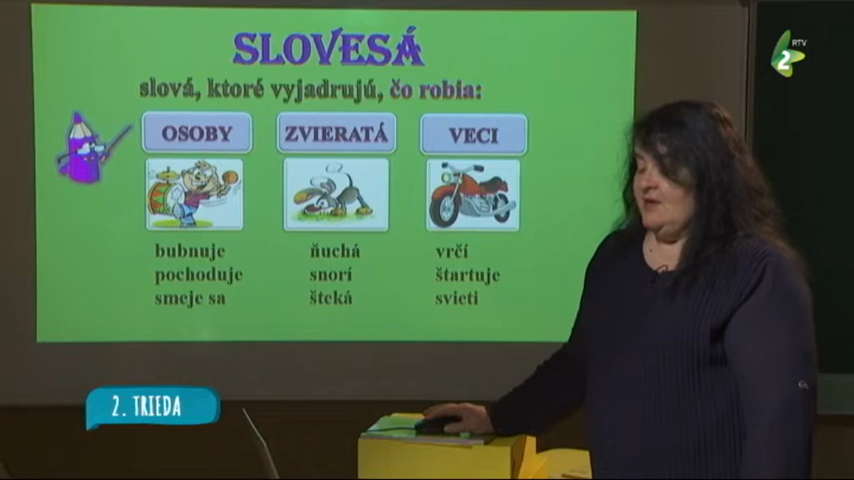 SLOVESÁ
slová, ktoré vyjadrujú, čo robia:
OSOBY ZVIERATÁ VECI
bubnuje ňuchá vrčí
pochoduje snorí štartuje
smeje sa šteká svieti
2. TRIEDA
RTV
2